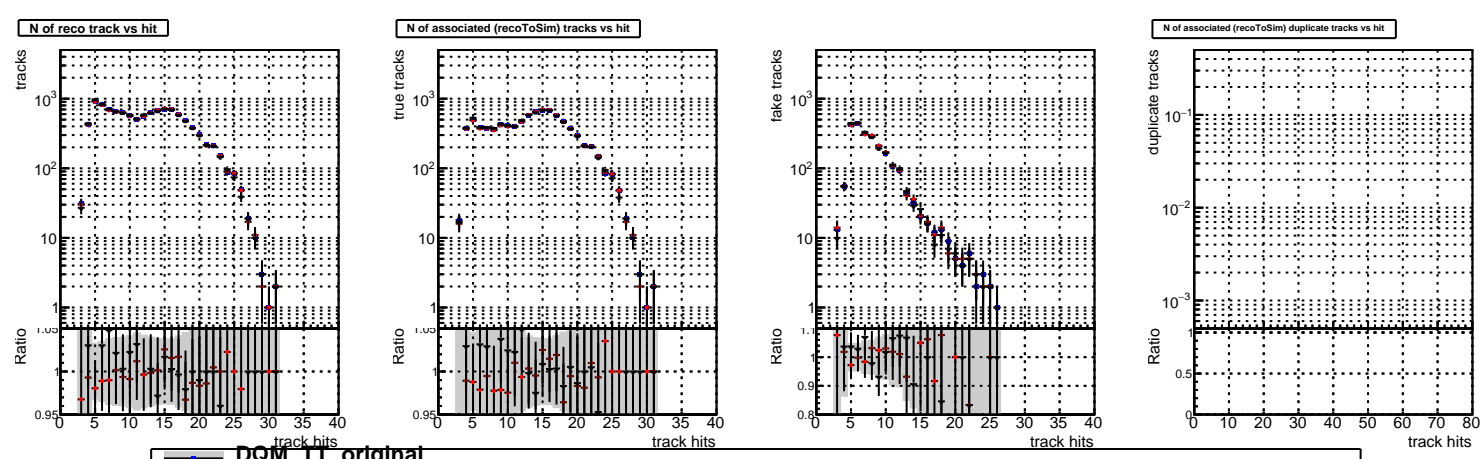 N of reco track vs hit
tracks
10³
10²
10
1
Ratio
1.05
1
0.95
0 5 10 15 20 25 30 35 40
track hits
N of associated (recoToSim) tracks vs hit
true tracks
10³
10²
10
1
Ratio
1.05
1
0.95
0 5 10 15 20 25 30 35 40
track hits
fake tracks
10³
10²
10
1
Ratio
1.1
1
0.9
0.8
0 5 10 15 20 25 30 35 40
track hits
N of associated (recoToSim) duplicate tracks vs hit
duplicate tracks
10⁻¹
10⁻²
10⁻³
Ratio
1
0.5
0
0 10 20 30 40 50 60 70 80
track hits
DQM_TT_original